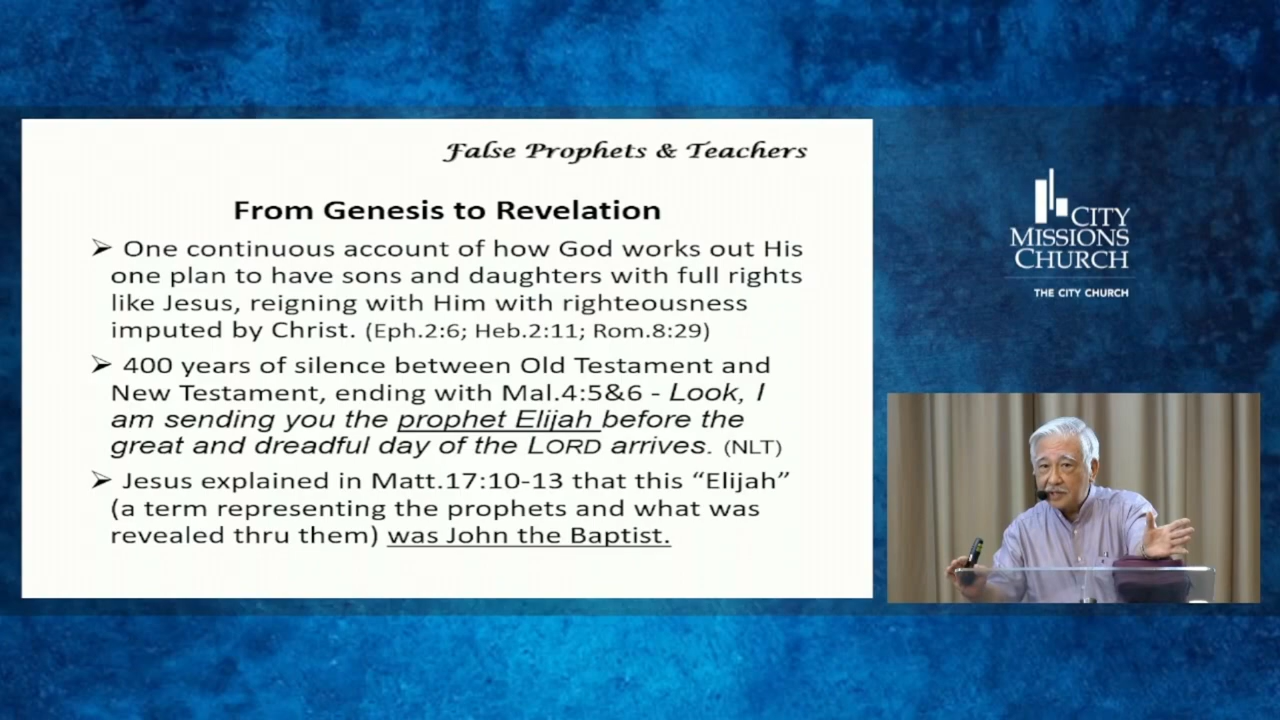 False Prophets & Teachers
From Genesis to Revelation
➢ One continuous account of how God works out His
one plan to have sons and daughters with full rights
like Jesus, reigning with Him with righteousness
imputed by Christ. (Eph.2:6; Heb.2:11; Rom.8:29)
➢ 400 years of silence between Old Testament and
New Testament, ending with Mal.4:5&6 - Look, I
am sending you the prophet Elijah before the
great and dreadful day of the LORD arrives. (NLT)
➢ Jesus explained in Matt.17:10-13 that this “Elijah”
(a term representing the prophets and what was
revealed thru them) was John the Baptist.
CITY
MISSIONS
CHURCH
THE CITY CHURCH